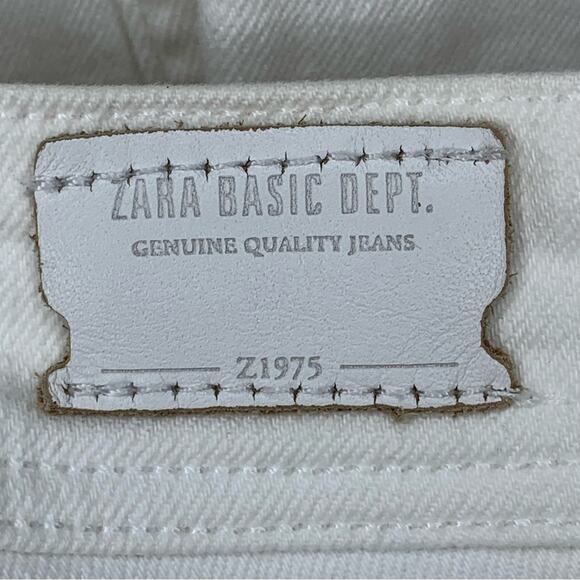 ZARA BASIC DEPT.
GENUINE QUALITY JEANS
Z1975